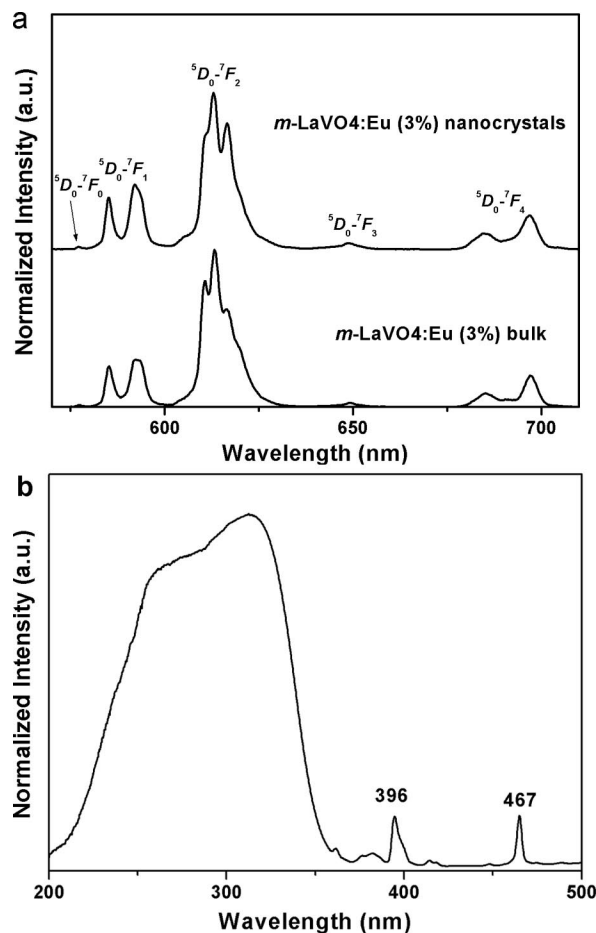 a
Normalized Intensity (a.u.)
⁵D₀-⁷F₀
⁵D₀-⁷F₁
⁵D₀-⁷F₂
m-LaVO4:Eu (3%) nanocrystals
⁵D₀-⁷F₃
⁵D₀-⁷F₄
m-LaVO4:Eu (3%) bulk
600
650
700
Wavelength (nm)
b
Normalized Intensity (a.u.)
396
467
200
300
400
500
Wavelength (nm)